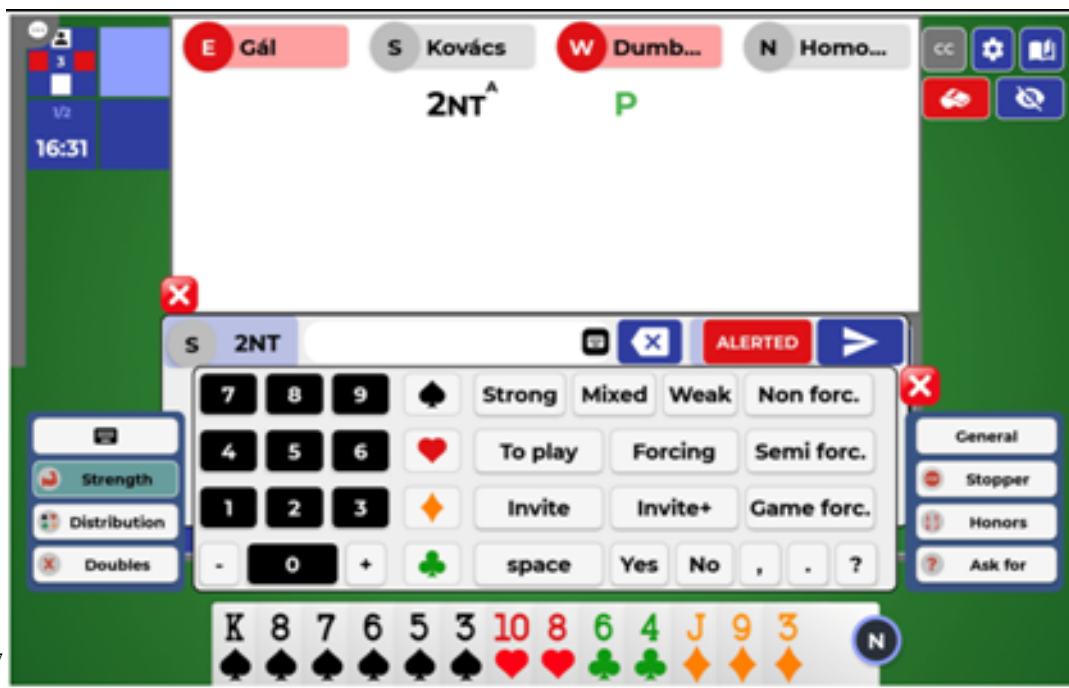 E Gál S Kovács W Dumb... N Homo... CC
3
1/2
16:31
2NT A P
S 2NT ALERTED
7 8 9 ♠ Strong Mixed Weak Non forc.
4 5 6 ♥ To play Forcing Semi forc.
1 2 3 ♦ Invite Invite+ Game forc.
- 0 + ♣ space Yes No , . ?
Strength
Distribution
Doubles
General
Stopper
Honors
? Ask for
K 8 7 6 5 3 10 8 6 4 J 9 3
♠ ♠ ♠ ♠ ♠ ♠ ♥ ♥ ♣ ♣ ♦ ♦ ♦
N